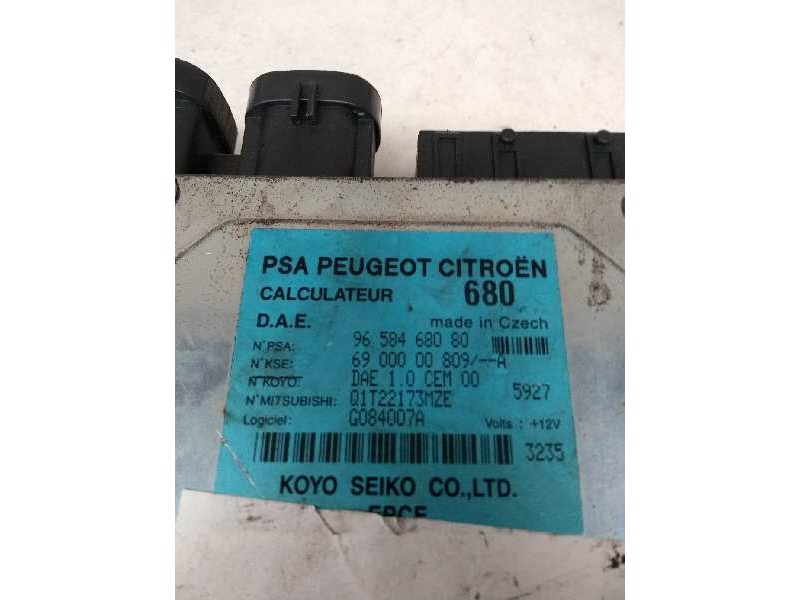 PSA PEUGEOT CITROËN
CALCULATEUR 680
D.A.E. made in Czech
N°PSA: 96 584 680 80
N°KSE: 69 000 00 809/--A
N°KOYO: DAE 1.0 CEM 00 5927
N°MITSUBISHI: Q1T22173MZE
Logiciel: G084007A Volts : +12V
3235
KOYO SEIKO CO.,LTD.